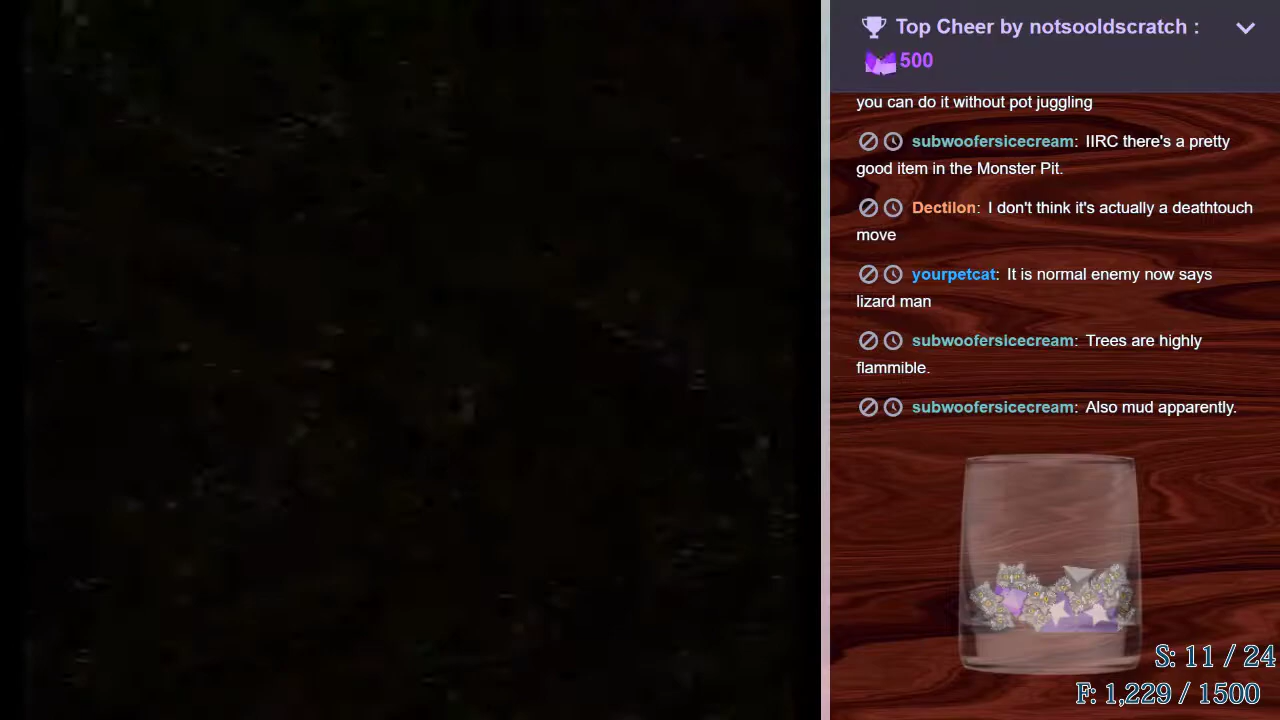 Top Cheer by notsooldscratch :
500
you can do it without pot juggling
subwoofersicecream: IIRC there's a pretty
good item in the Monster Pit.
Dectilon: I don't think it's actually a deathtouch
move
yourpetcat: It is normal enemy now says
lizard man
subwoofersicecream: Trees are highly
flammible.
subwoofersicecream: Also mud apparently.
S: 11 / 24
F: 1,229 / 1500